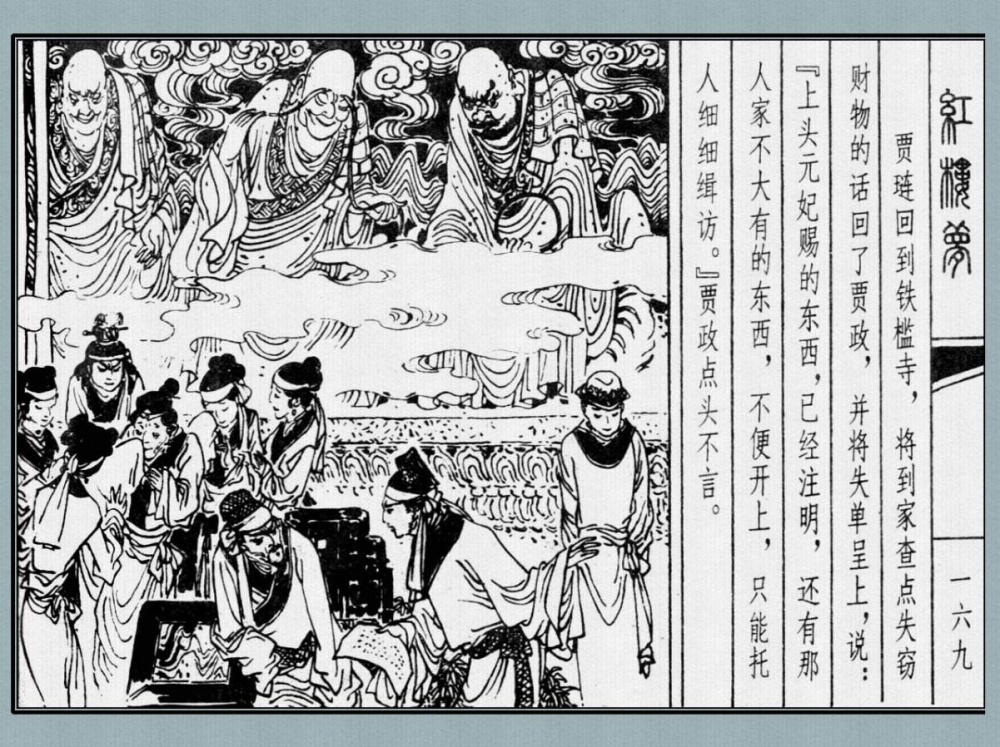 紅樓夢
一六九
贾琏回到铁槛寺，将到家查点失窃
财物的话回了贾政，并将失单呈上，说：
『上头元妃赐的东西，已经注明，还有那
人家不大有的东西，不便开上，只能托
人细细缉访。』贾政点头不言。